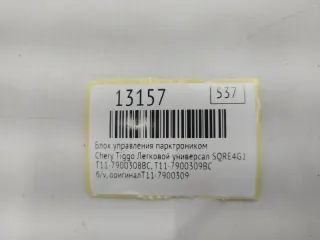 13157
537
Блок управления парктроником
Chery Tiggo Легковой универсал SQRE4G1
T11-7900308BC, T11-7900309BC
б/у, оригиналT11-7900309